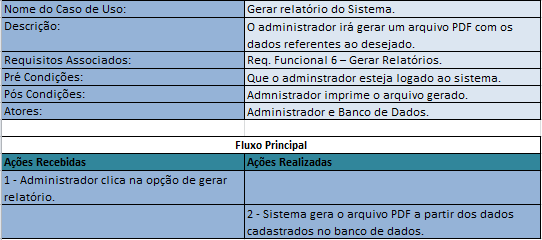 Nome do Caso de Uso: Gerar relatório do Sistema.
Descrição: O administrador irá gerar um arquivo PDF com os
dados referentes ao desejado.
Requisitos Associados: Req. Funcional 6 – Gerar Relatórios.
Pré Condições: Que o adminstrador esteja logado ao sistema.
Pós Condições: Admnistrador imprime o arquivo gerado.
Atores: Administrador e Banco de Dados.
Fluxo Principal
Ações Recebidas Ações Realizadas
1 - Administrador clica na opção de gerar
relatório.
2 - Sistema gera o arquivo PDF a partir dos dados
cadastrados no banco de dados.